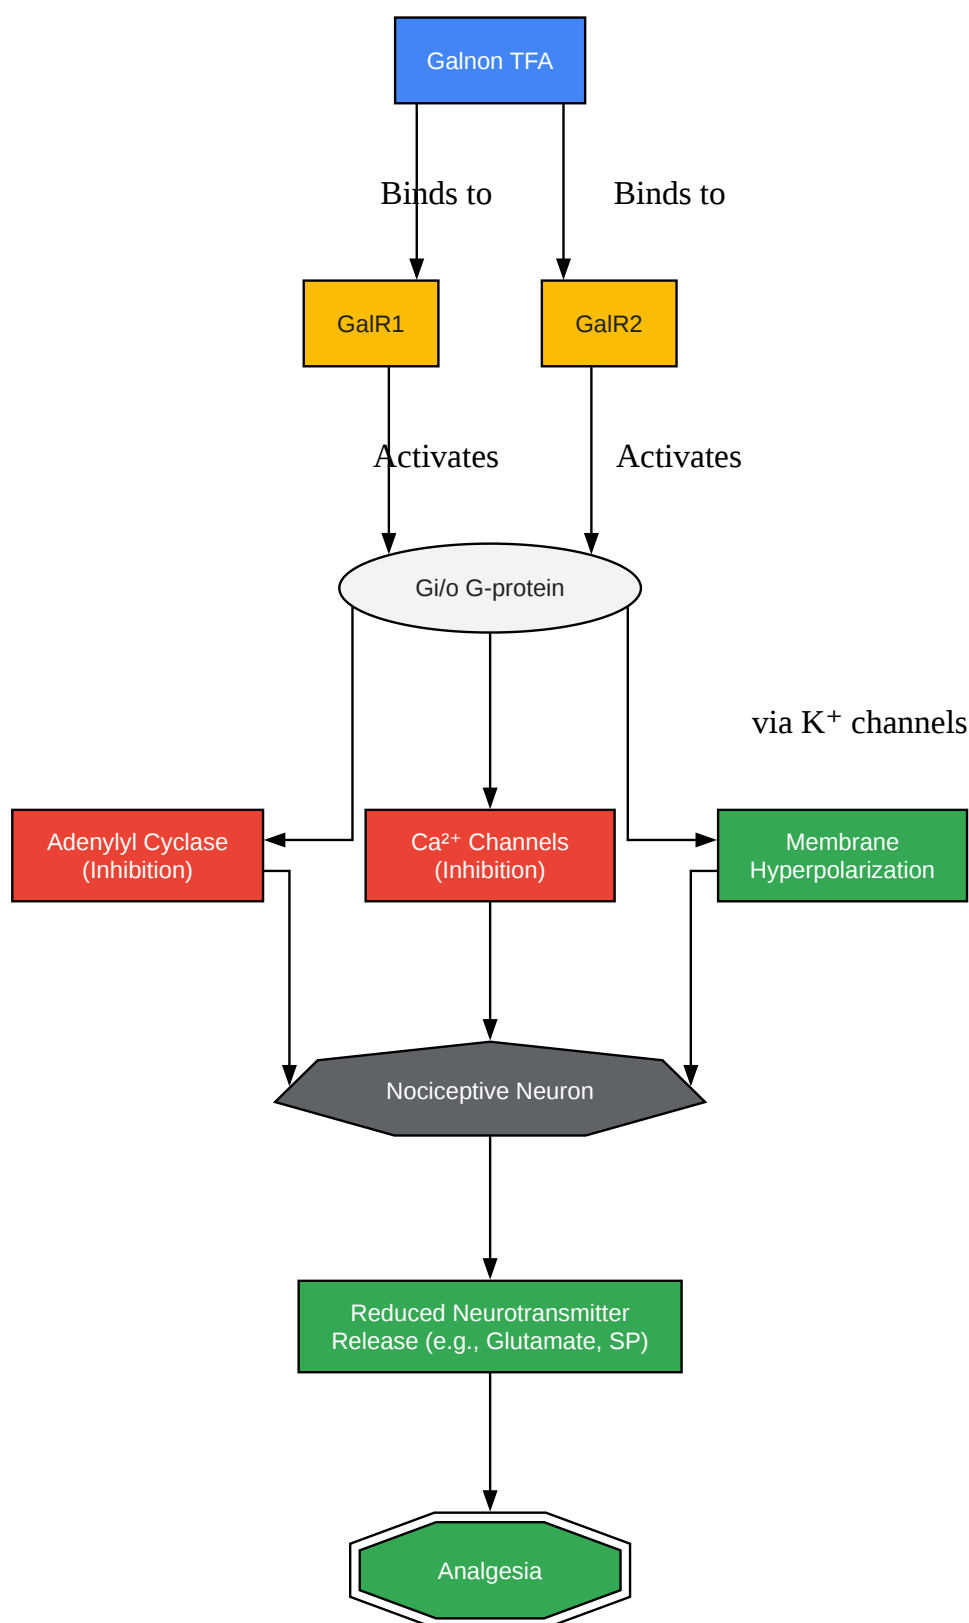 Galnon TFA
Binds to
Binds to
GalR1
GalR2
Activates
Activates
Gi/o G-protein
via K⁺ channels
Adenylyl Cyclase
(Inhibition)
Ca²⁺ Channels
(Inhibition)
Membrane
Hyperpolarization
Nociceptive Neuron
Reduced Neurotransmitter
Release (e.g., Glutamate, SP)
Analgesia